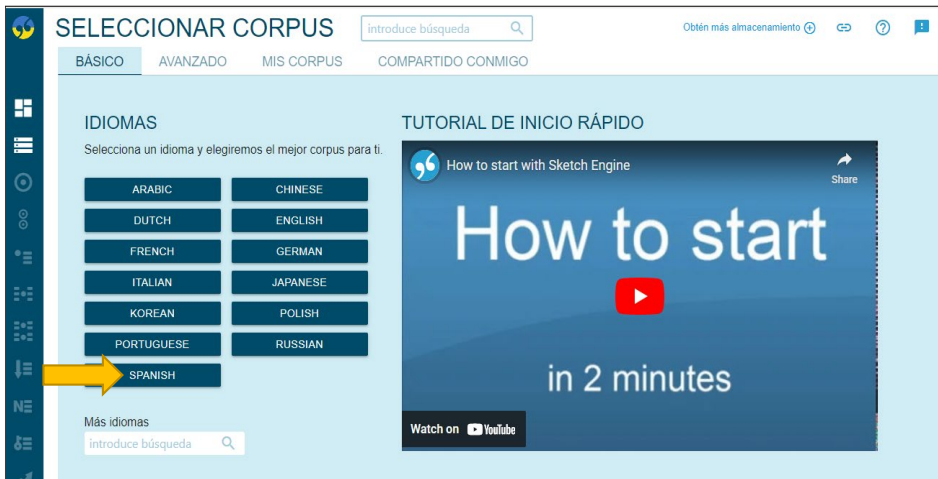 SELECCIONAR CORPUS
introduce búsqueda
Obtén más almacenamiento
BÁSICO AVANZADO MIS CORPUS COMPARTIDO CONMIGO
IDIOMAS
Selecciona un idioma y elegiremos el mejor corpus para ti.
ARABIC CHINESE
DUTCH ENGLISH
FRENCH GERMAN
ITALIAN JAPANESE
KOREAN POLISH
PORTUGUESE RUSSIAN
SPANISH
Más idiomas
introduce búsqueda
TUTORIAL DE INICIO RÁPIDO
How to start with Sketch Engine
Share
How to start
in 2 minutes
Watch on YouTube
N